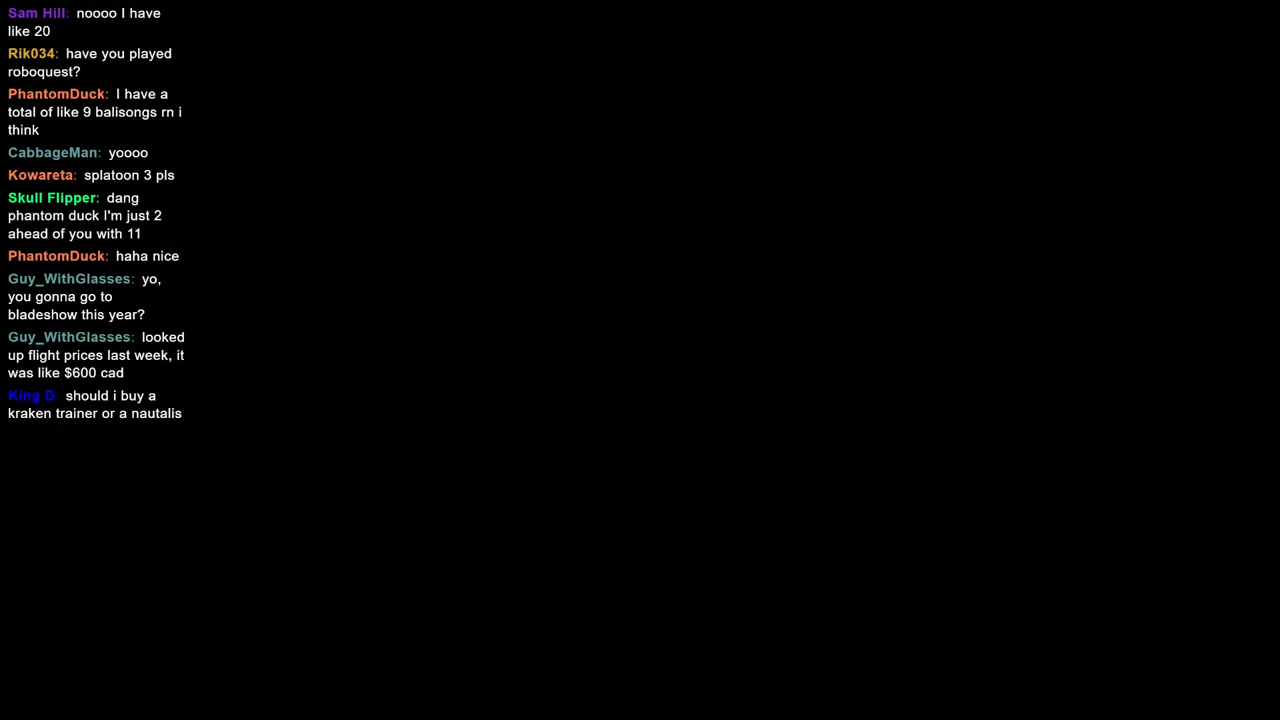 Sam Hill: noooo I have
like 20
Rik034: have you played
roboquest?
PhantomDuck: I have a
total of like 9 balisongs rn i
think
CabbageMan: yoooo
Kowareta: splatoon 3 pls
Skull Flipper: dang
phantom duck I'm just 2
ahead of you with 11
PhantomDuck: haha nice
Guy_WithGlasses: yo,
you gonna go to
bladeshow this year?
Guy_WithGlasses: looked
up flight prices last week, it
was like $600 cad
King D: should i buy a
kraken trainer or a nautalis